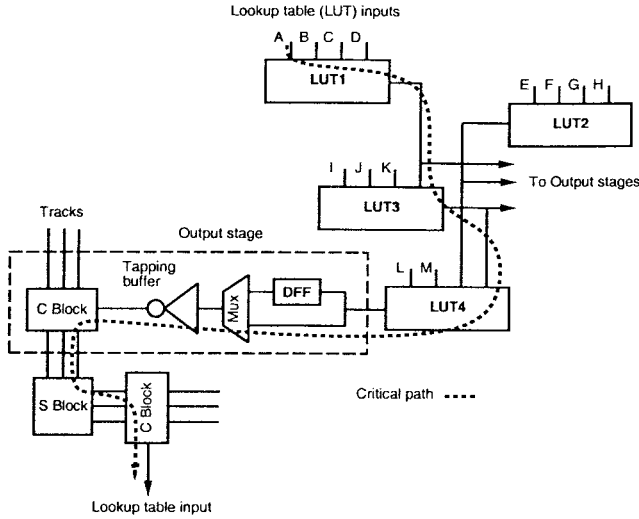 Lookup table (LUT) inputs
A B C D
LUT1
E F G H
LUT2
I J K
LUT3
To Output stages
Tracks
Output stage
Tapping
buffer
L M
DFF
Mux
LUT4
C Block
S Block
C Block
Critical path
Lookup table input